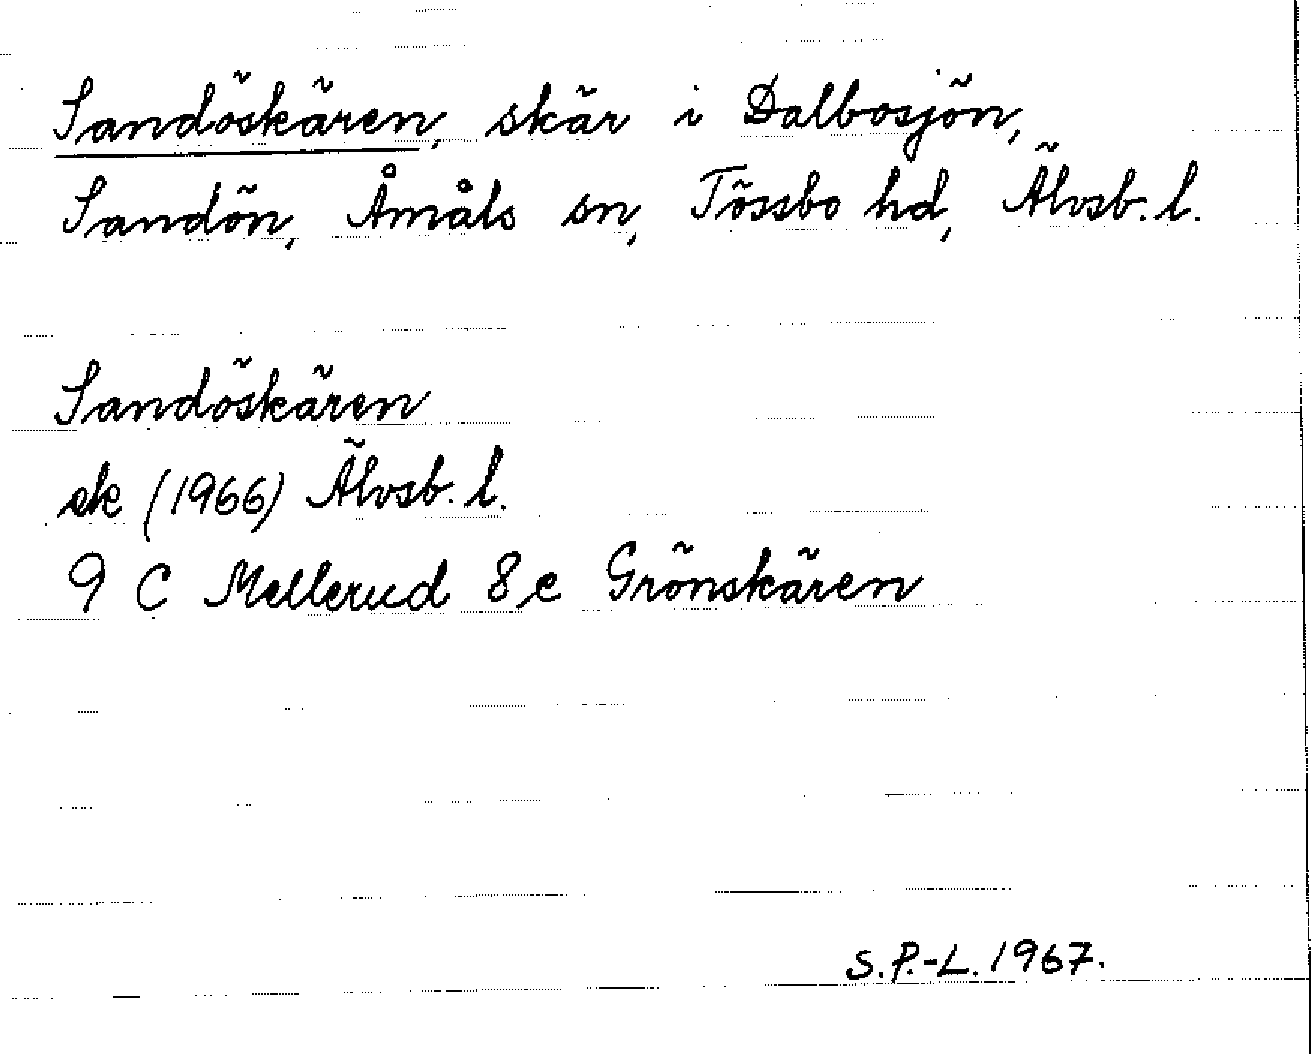 Sandöskären, skär i Dalbosjön,
Sandön, Åmåls sn, Tössbo hd, Älvsb. l.
Sandöskären
ek (1966) Älvsb. l.
9 C Mellerud 8 e Grönskären
S.P.-L. 1967.